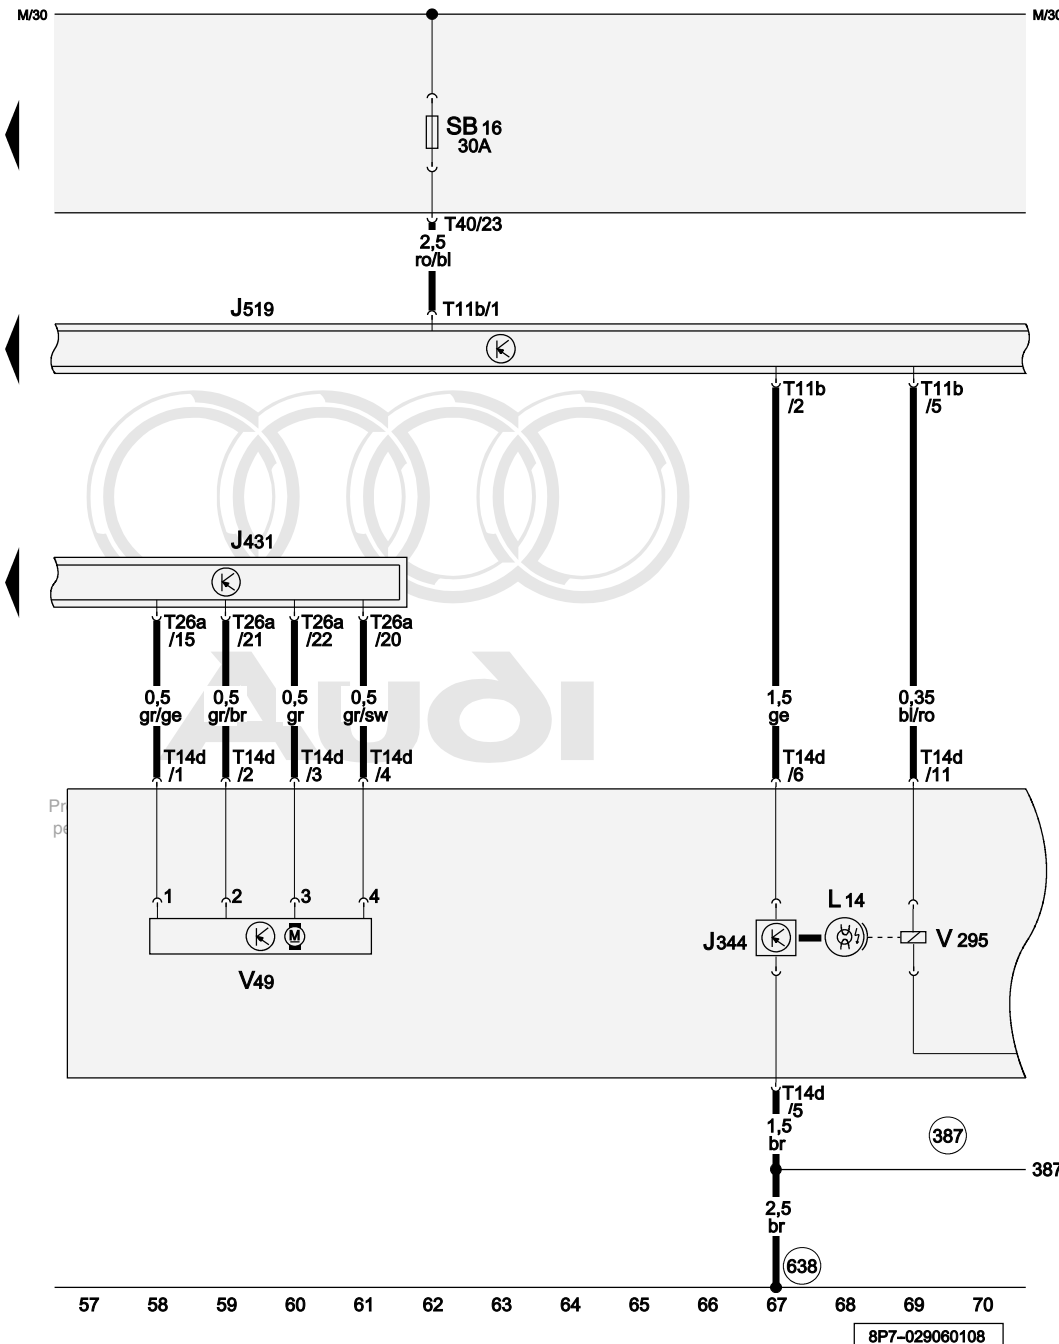 M/30 M/30
SB 16
30A
T40/23
2,5
ro/bl
J519 T11b/1
T11b T11b
/2 /5
J431
T26a T26a T26a T26a
/15 /21 /22 /20
0,5 0,5 0,5 0,5 1,5 0,35
gr/ge gr/br gr gr/sw ge bl/ro
Audi
T14d T14d T14d T14d T14d T14d
/1 /2 /3 /4 /6 /11
Pr
pe
1 2 3 4
L 14
M J344 V 295
V49
T14d
/5
1,5
br
387
387
2,5
br
638
57 58 59 60 61 62 63 64 65 66 67 68 69 70
8P7-029060108